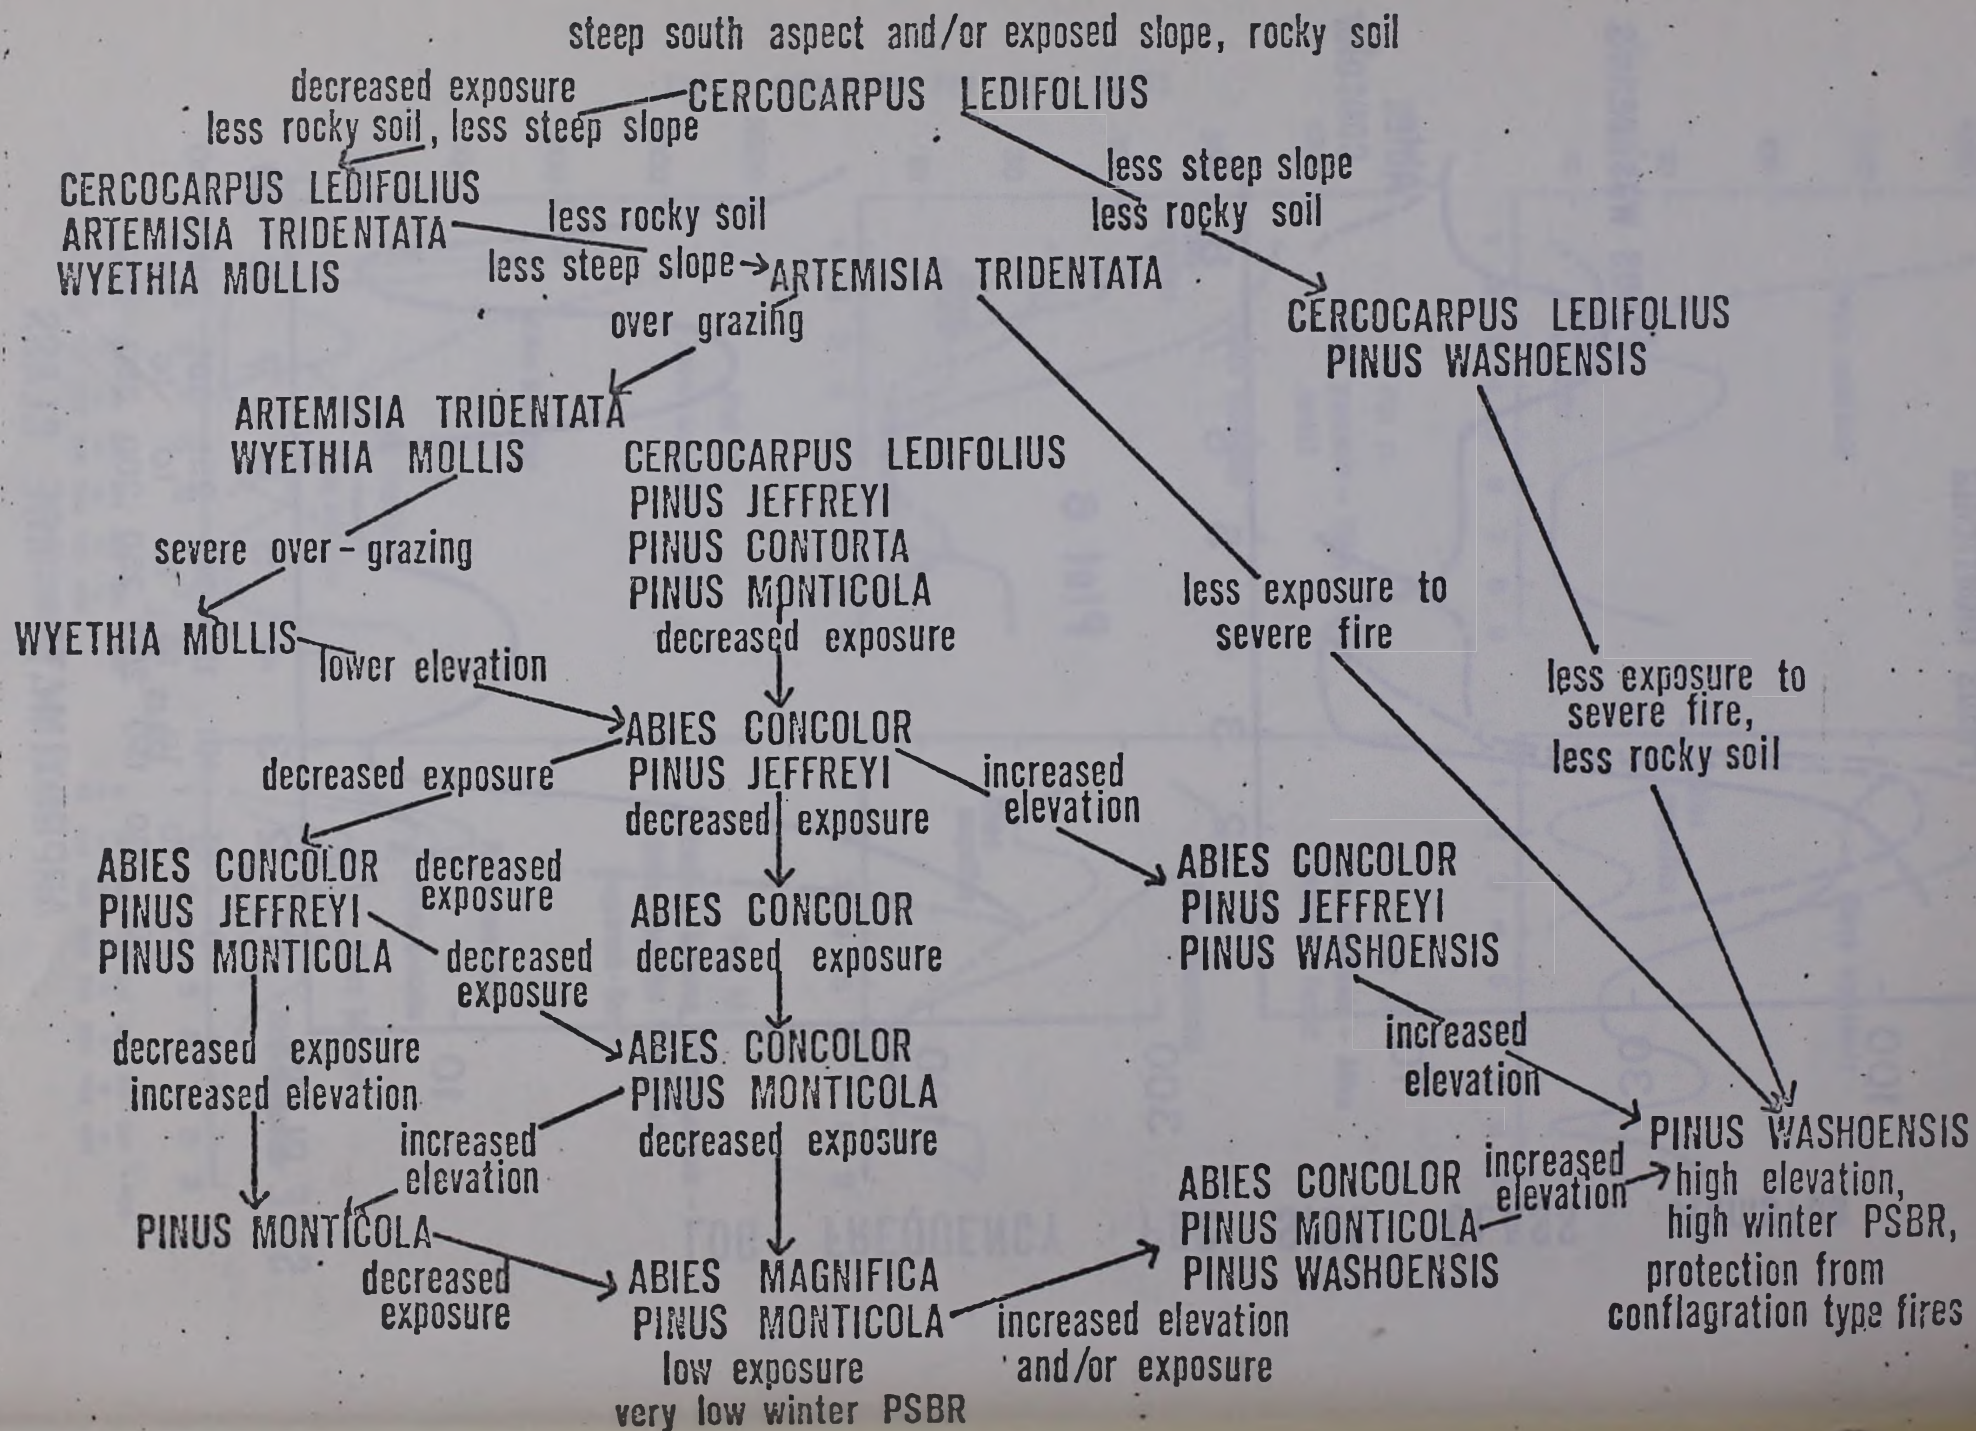 steep south aspect and/or exposed slope, rocky soil
decreased exposure
less rocky soil, less steep slope
CERCOCARPUS LEDIFOLIUS
less steep slope
less rocky soil
CERCOCARPUS LEDIFOLIUS
ARTEMISIA TRIDENTATA
WYETHIA MOLLIS
less rocky soil
less steep slope
ARTEMISIA TRIDENTATA
over grazing
CERCOCARPUS LEDIFOLIUS
PINUS WASHOENSIS
ARTEMISIA TRIDENTATA
WYETHIA MOLLIS
CERCOCARPUS LEDIFOLIUS
PINUS JEFFREYI
PINUS CONTORTA
PINUS MONTICOLA
decreased exposure
severe over-grazing
WYETHIA MOLLIS
lower elevation
less exposure to
severe fire
less exposure to
severe fire,
less rocky soil
ABIES CONCOLOR
PINUS JEFFREYI
decreased exposure
decreased exposure
increased
elevation
ABIES CONCOLOR
PINUS JEFFREYI
PINUS MONTICOLA
decreased
exposure
decreased
exposure
ABIES CONCOLOR
decreased exposure
ABIES CONCOLOR
PINUS JEFFREYI
PINUS WASHOENSIS
increased
elevation
decreased exposure
increased elevation
ABIES CONCOLOR
PINUS MONTICOLA
decreased exposure
increased
elevation
PINUS MONTICOLA
decreased
exposure
ABIES MAGNIFICA
PINUS MONTICOLA
low exposure
very low winter PSBR
increased elevation
and/or exposure
ABIES CONCOLOR
PINUS MONTICOLA
PINUS WASHOENSIS
increased
elevation
PINUS WASHOENSIS
high elevation,
high winter PSBR,
protection from
conflagration type fires